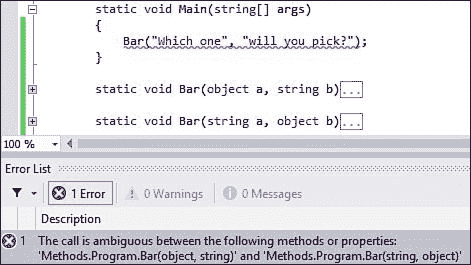 static void Main(string[] args)
{
Bar("Which one", "will you pick?");
}
static void Bar(object a, string b)...
static void Bar(string a, object b)...
100 %
Error List
1 Error
0 Warnings
0 Messages
Description
1 The call is ambiguous between the following methods or properties:
'Methods.Program.Bar(object, string)' and 'Methods.Program.Bar(string, object)'